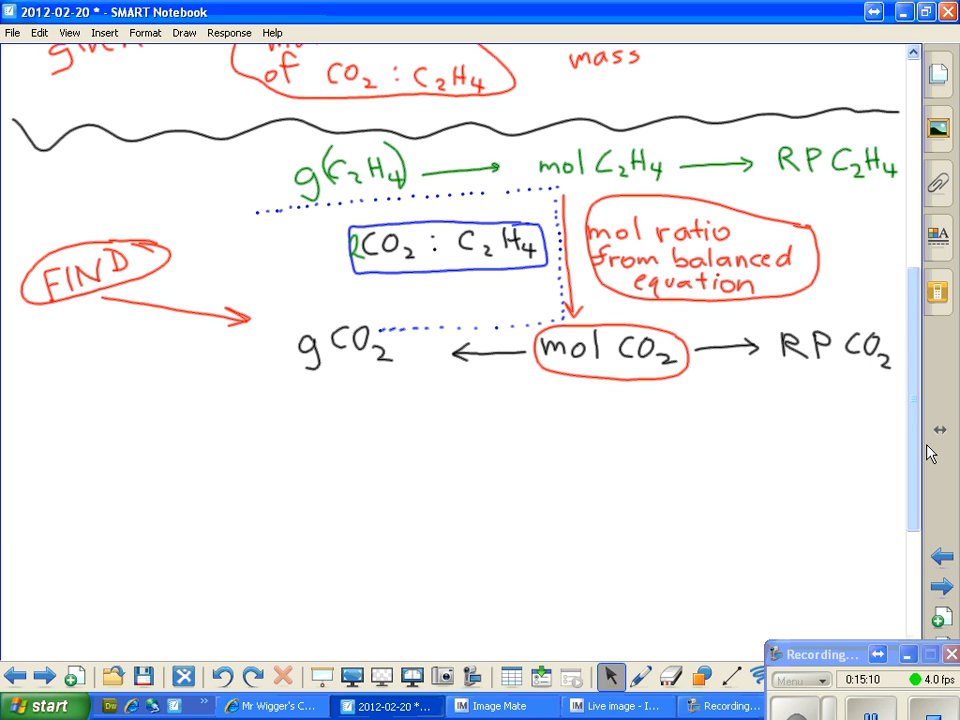 2012-02-20 * - SMART Notebook
File Edit View Insert Format Draw Response Help
given
of CO2 : C2H4
mass
g(C2H4) → mol C2H4 → RP C2H4
2CO2 : C2H4
mol ratio
from balanced
equation
FIND
g CO2 ← mol CO2 → RP CO2
Recording...
Menu
0:15:10
4.0 fps
start
Mr Wigger's C...
2012-02-20 *...
Image Mate
Live image - I...
Recording...